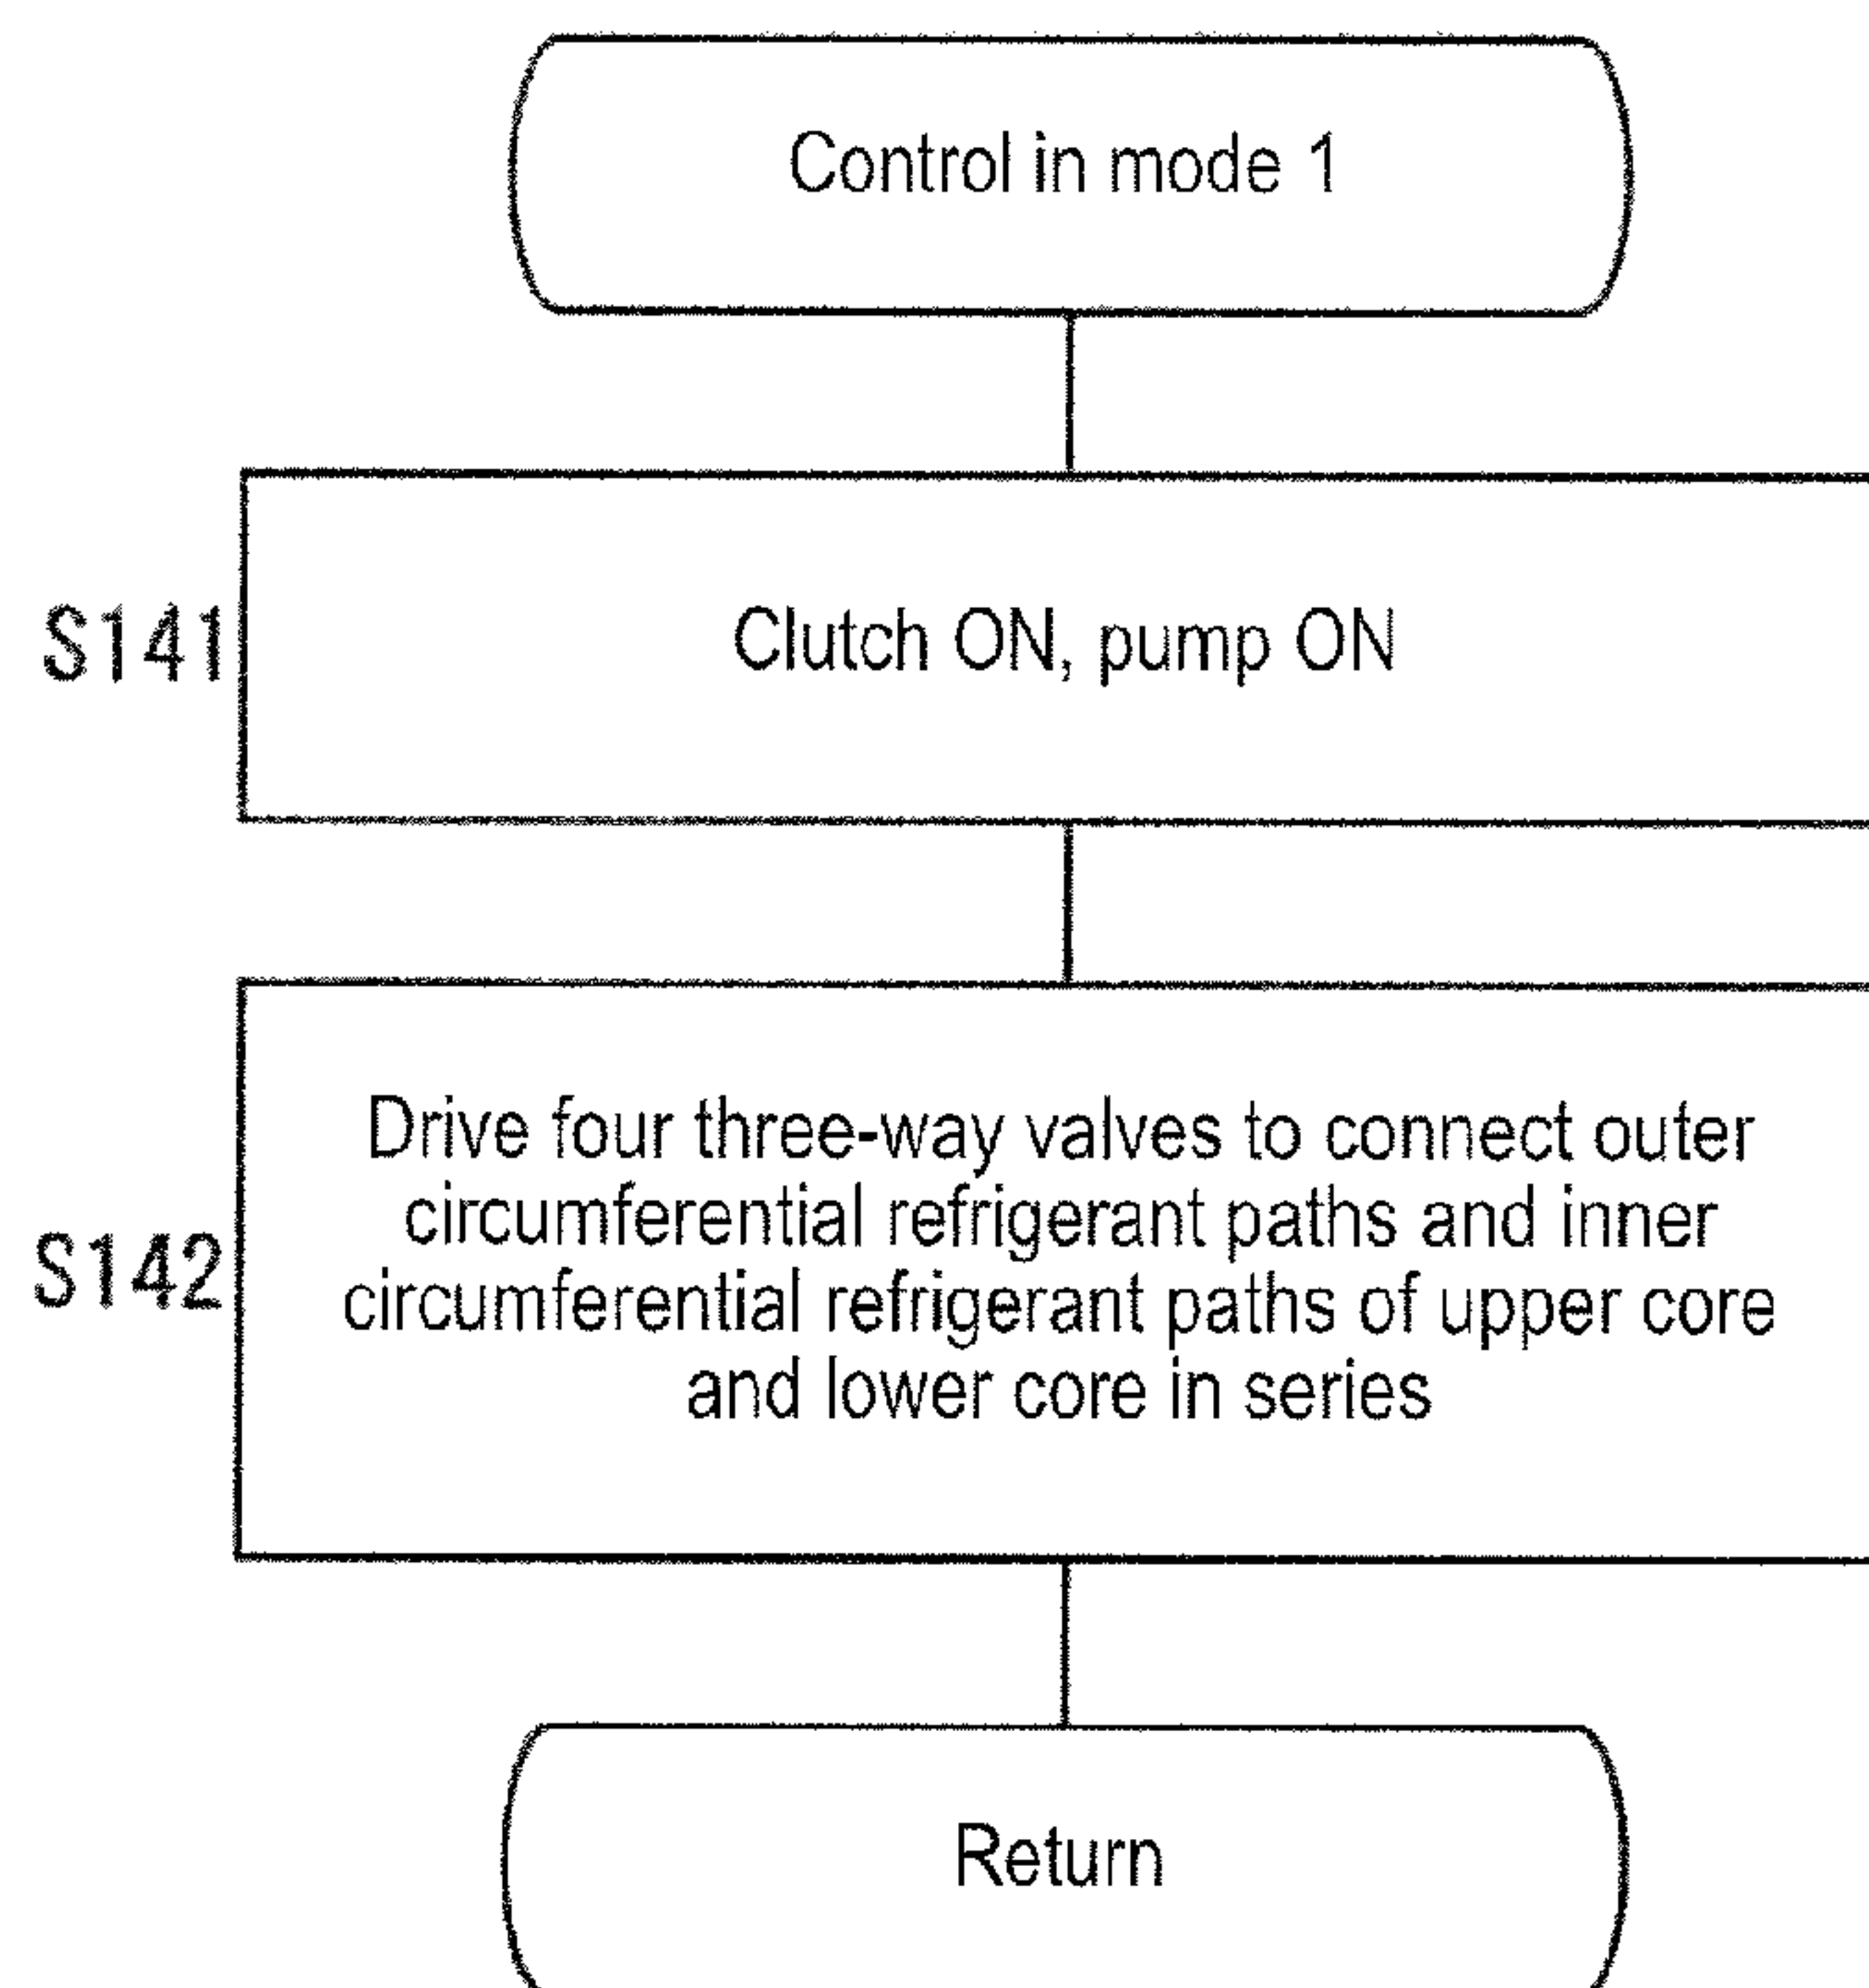 Control in mode 1
S141
Clutch ON, pump ON
S142
Drive four three-way valves to connect outer
circumferential refrigerant paths and inner
circumferential refrigerant paths of upper core
and lower core in series
Return